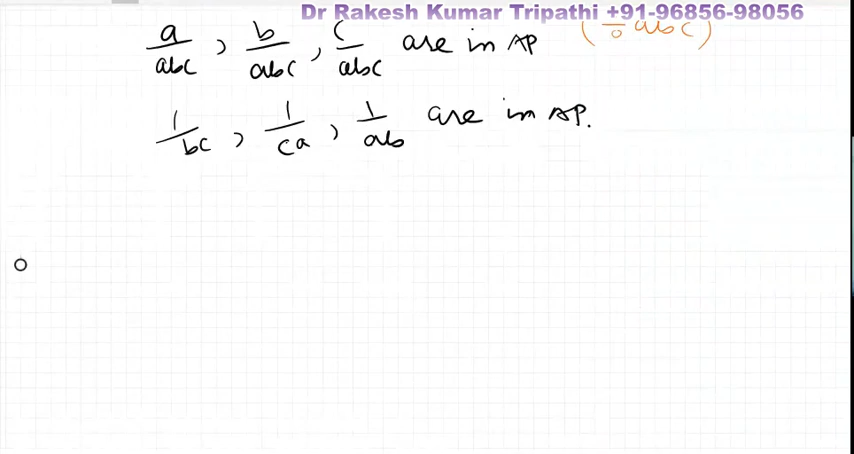 Dr Rakesh Kumar Tripathi +91-96856-98056
a/abc, b/abc, c/abc are in AP (÷ abc)
1/bc, 1/ca, 1/ab are in AP.